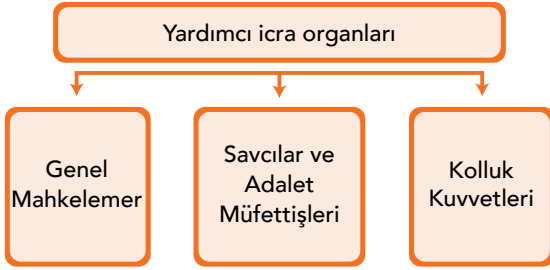 Yardımcı icra organları
Genel
Mahkelemer
Savcılar ve
Adalet
Müfettişleri
Kolluk
Kuvvetleri